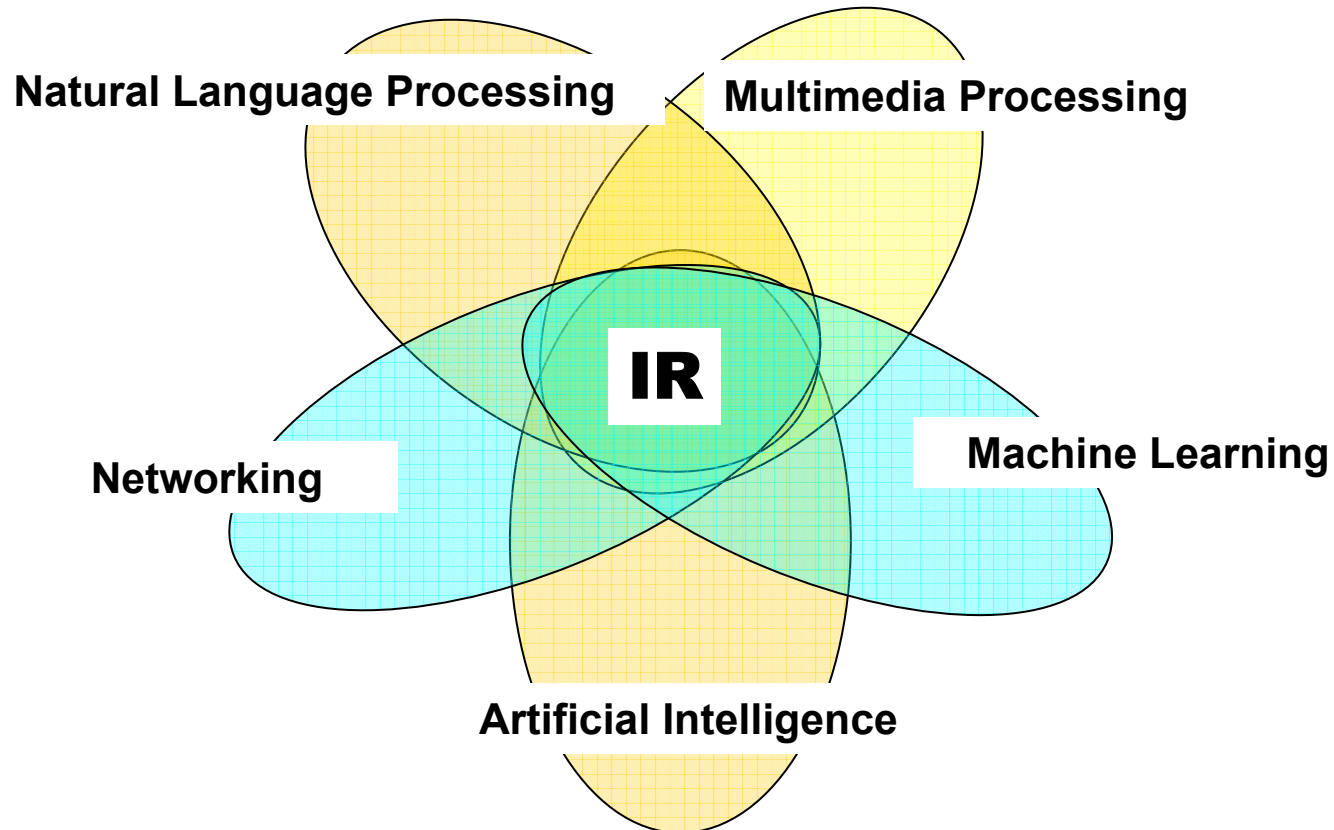 Natural Language Processing
Multimedia Processing
IR
Machine Learning
Networking
Artificial Intelligence